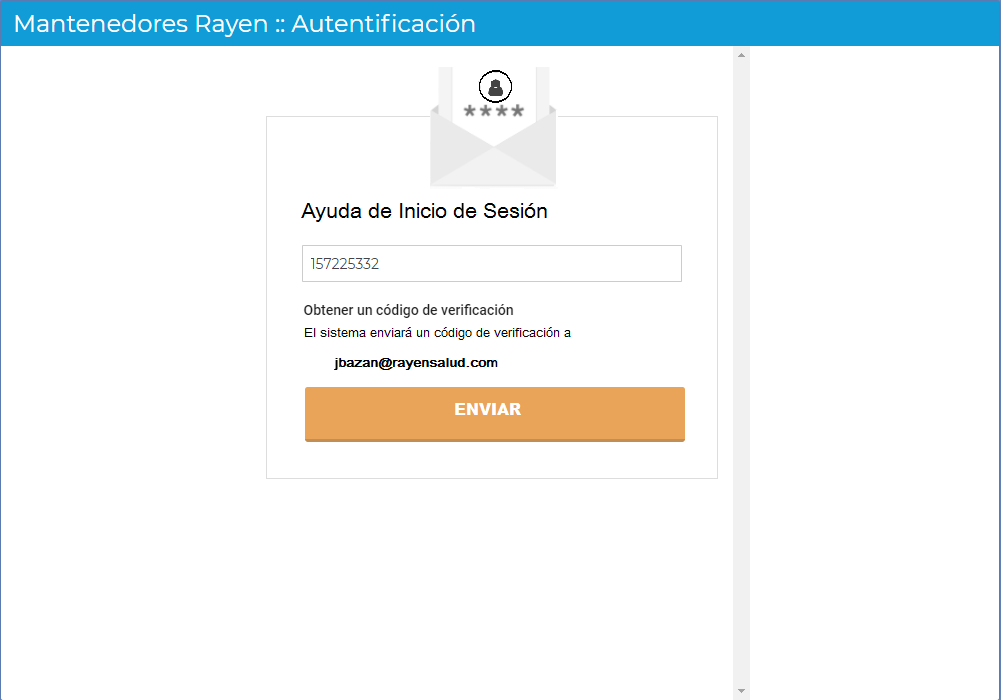 Mantenedores Rayen :: Autentificación
****
Ayuda de Inicio de Sesión
157225332
Obtener un código de verificación
El sistema enviará un código de verificación a
jbazan@rayensalud.com
ENVIAR